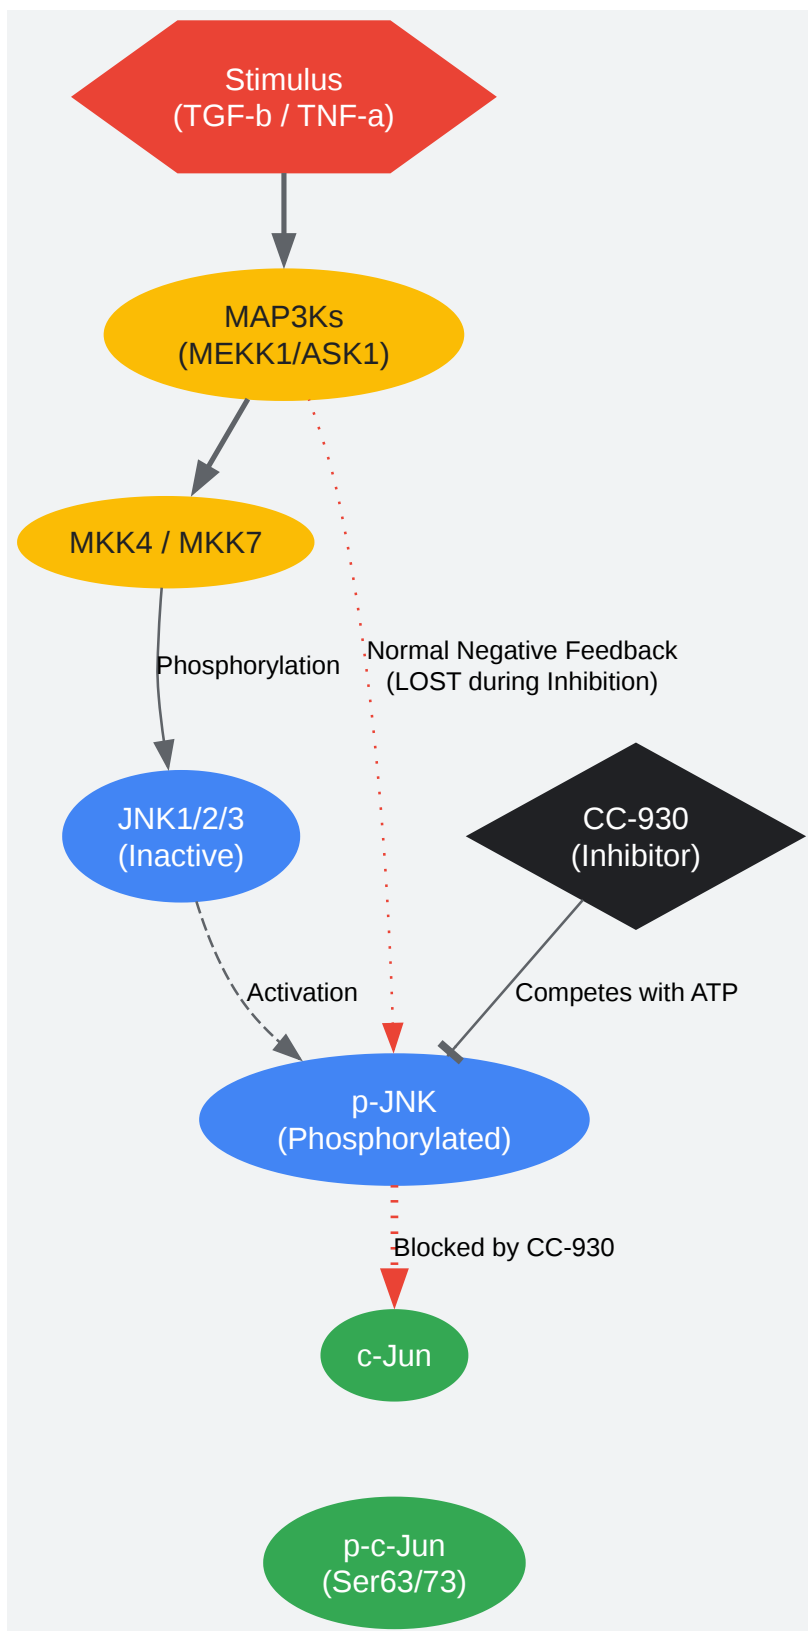 Stimulus
(TGF-b / TNF-a)
MAP3Ks
(MEKK1/ASK1)
MKK4 / MKK7
Phosphorylation
Normal Negative Feedback
(LOST during Inhibition)
JNK1/2/3
(Inactive)
CC-930
(Inhibitor)
Activation
Competes with ATP
p-JNK
(Phosphorylated)
Blocked by CC-930
c-Jun
p-c-Jun
(Ser63/73)